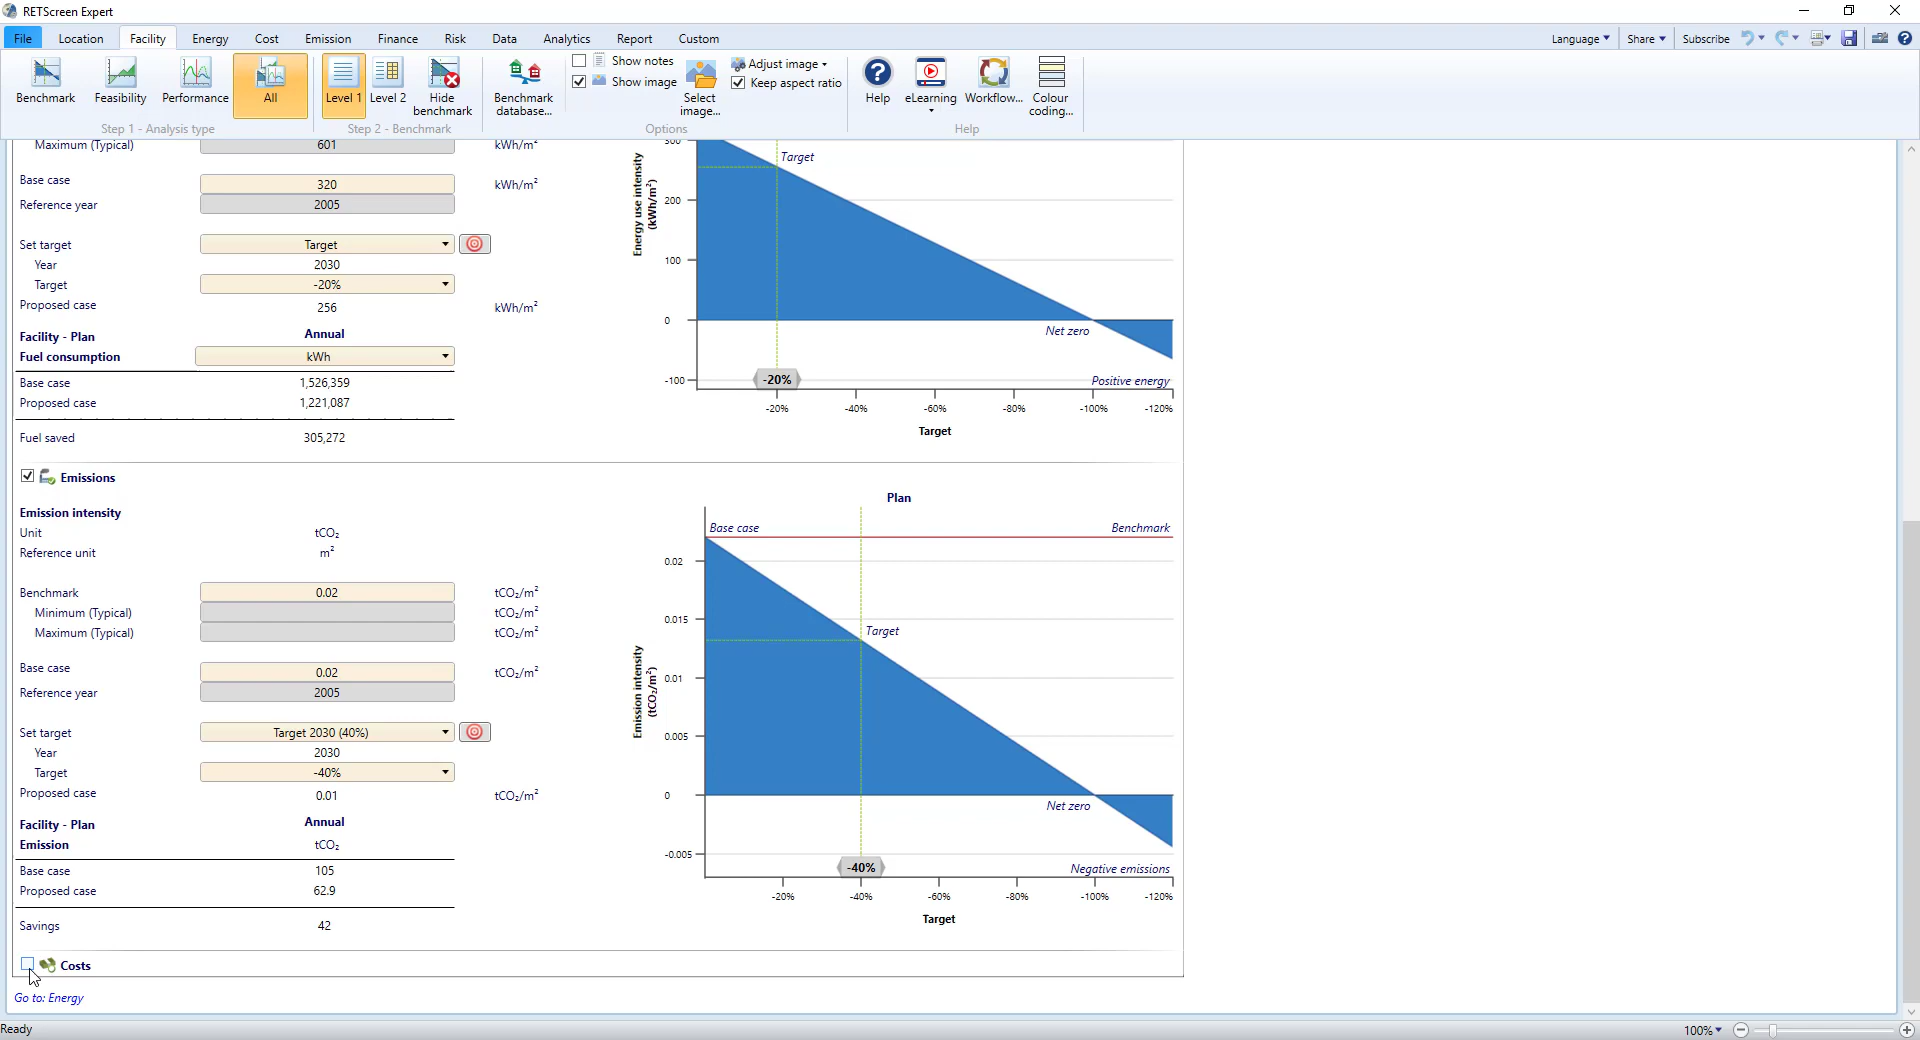 RETScreen Expert
File Location Facility Energy Cost Emission Finance Risk Data Analytics Report Custom Language Share Subscribe
Benchmark Feasibility Performance All
Step 1 - Analysis type
Level 1 Level 2 Hide benchmark
Step 2 - Benchmark
Benchmark database...
Show notes
Show image
Select image...
Adjust image
Keep aspect ratio
Options
Help eLearning Workflow... Colour coding...
Help
Maximum (Typical) 601 kWh/m²
Base case 320 kWh/m²
Reference year 2005
Set target Target
Year 2030
Target -20%
Proposed case 256 kWh/m²
Facility - Plan Annual
Fuel consumption kWh
Base case 1,526,359
Proposed case 1,221,087
Fuel saved 305,272
Energy use intensity
(kWh/m²)
300
200
100
0
-100
Target
Net zero
Positive energy
-20%
-20% -40% -60% -80% -100% -120%
Target
Emissions
Emission intensity
Unit tCO₂
Reference unit m²
Benchmark 0.02 tCO₂/m²
Minimum (Typical) tCO₂/m²
Maximum (Typical) tCO₂/m²
Base case 0.02 tCO₂/m²
Reference year 2005
Set target Target 2030 (40%)
Year 2030
Target -40%
Proposed case 0.01 tCO₂/m²
Facility - Plan Annual
Emission tCO₂
Base case 105
Proposed case 62.9
Savings 42
Plan
Base case Benchmark
Emission intensity
(tCO₂/m²)
0.02
0.015
0.01
0.005
0
-0.005
Target
Net zero
Negative emissions
-40%
-20% -40% -60% -80% -100% -120%
Target
Costs
Go to: Energy
Ready 100%